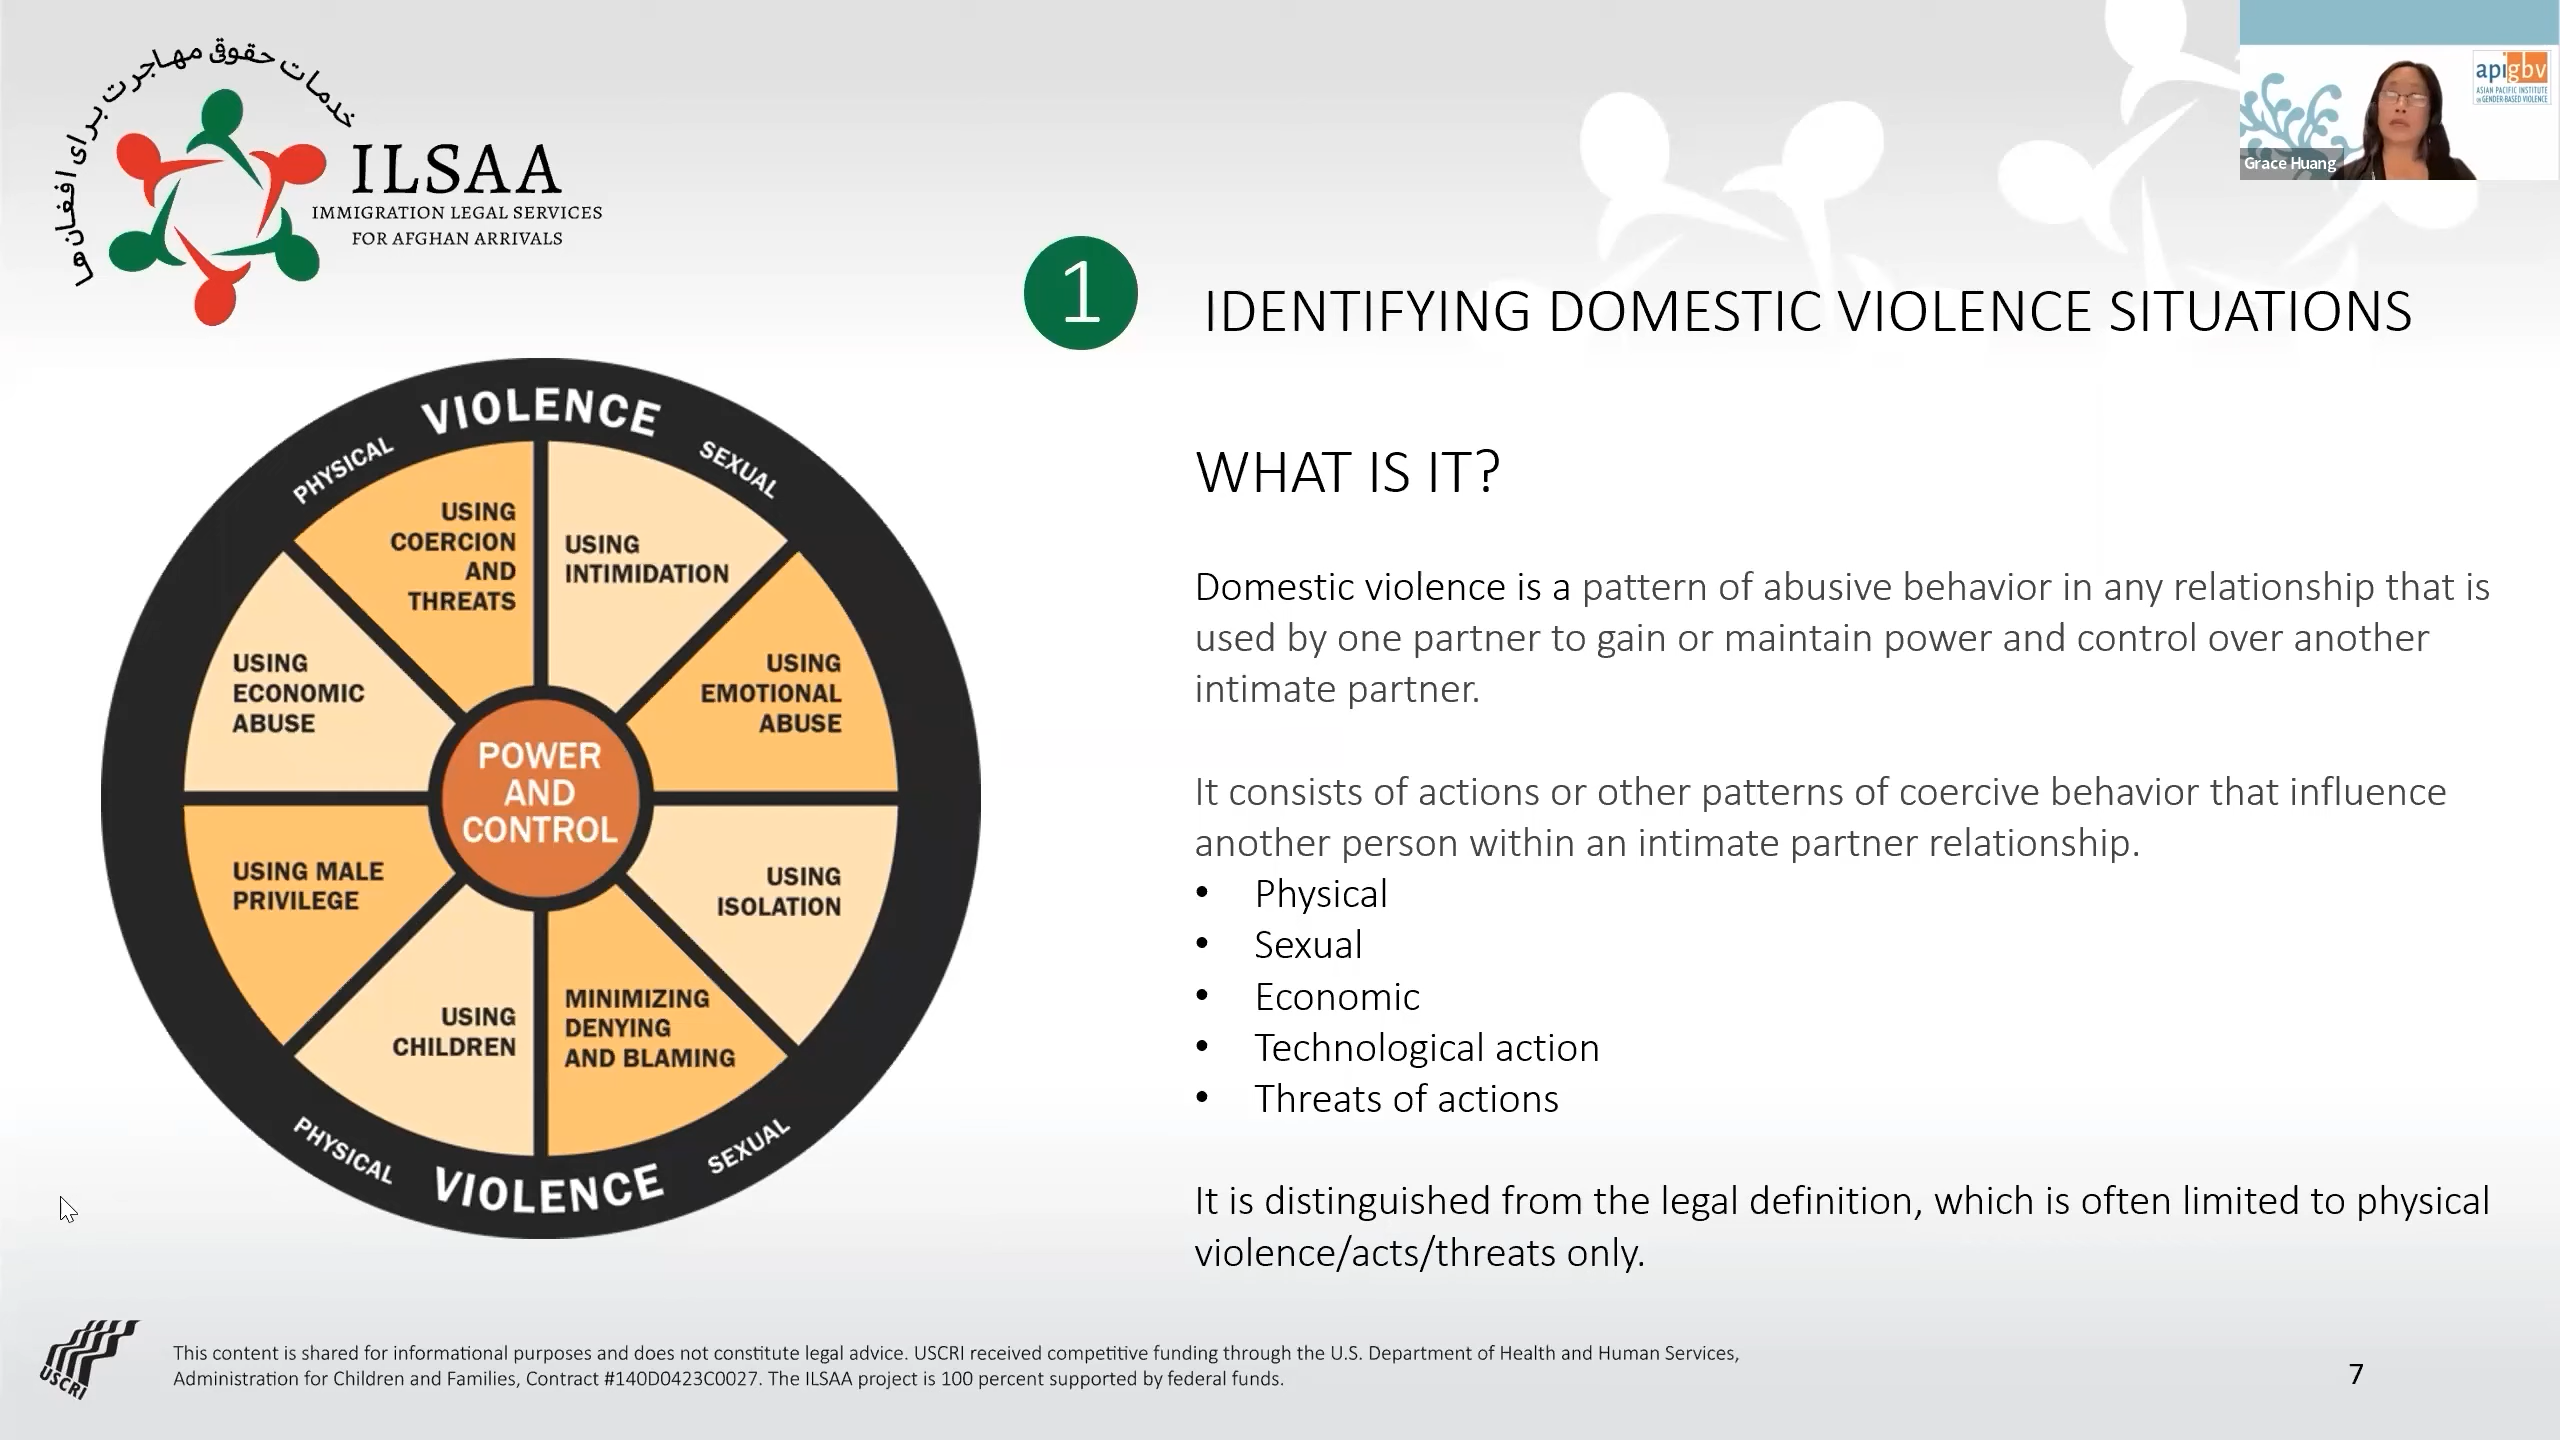 خدمات حقوقی مهاجرت برای افغان‌ها
ILSAA
IMMIGRATION LEGAL SERVICES
FOR AFGHAN ARRIVALS
apigbv
ASIAN PACIFIC INSTITUTE
on GENDER-BASED VIOLENCE
Grace Huang
1
IDENTIFYING DOMESTIC VIOLENCE SITUATIONS
VIOLENCE
PHYSICAL
SEXUAL
USING
COERCION
AND
THREATS
USING
INTIMIDATION
USING
EMOTIONAL
ABUSE
USING
ISOLATION
MINIMIZING
DENYING
AND BLAMING
USING
CHILDREN
USING MALE
PRIVILEGE
USING
ECONOMIC
ABUSE
POWER
AND
CONTROL
PHYSICAL
VIOLENCE
SEXUAL
WHAT IS IT?
Domestic violence is a pattern of abusive behavior in any relationship that is
used by one partner to gain or maintain power and control over another
intimate partner.
It consists of actions or other patterns of coercive behavior that influence
another person within an intimate partner relationship.
• Physical
• Sexual
• Economic
• Technological action
• Threats of actions
It is distinguished from the legal definition, which is often limited to physical
violence/acts/threats only.
USCRI
This content is shared for informational purposes and does not constitute legal advice. USCRI received competitive funding through the U.S. Department of Health and Human Services,
Administration for Children and Families, Contract #140D0423C0027. The ILSAA project is 100 percent supported by federal funds.
7